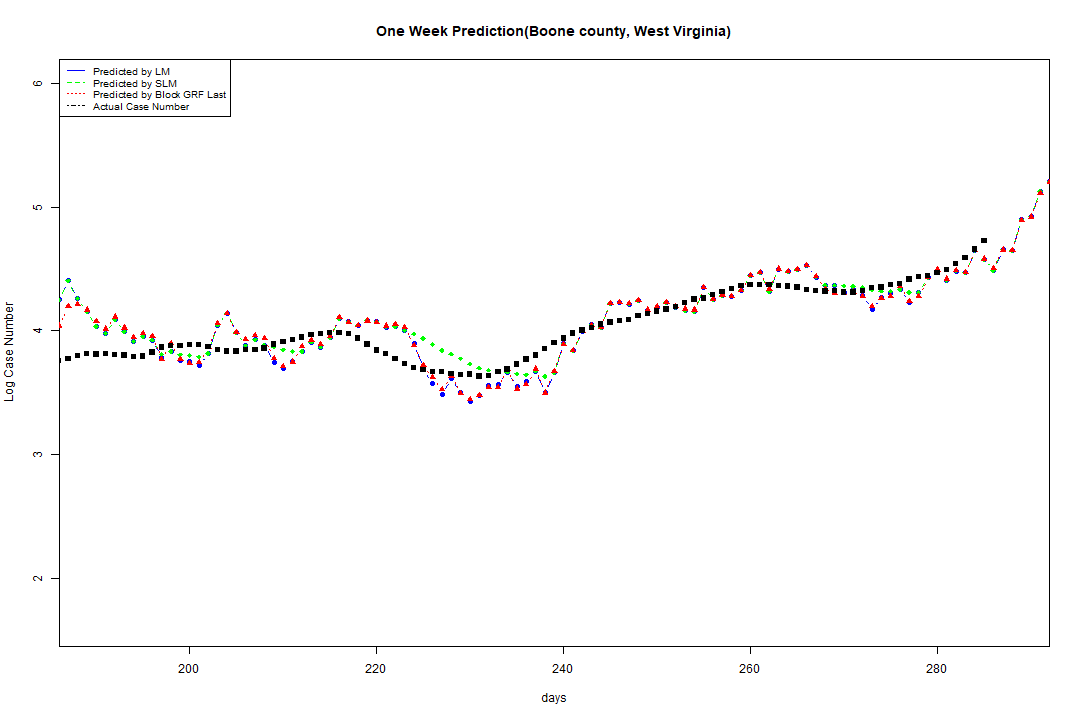 One Week Prediction(Boone county, West Virginia)
Predicted by LM
Predicted by SLM
Predicted by Block GRF Last
Actual Case Number
6
5
4
3
2
Log Case Number
200 220 240 260 280
days